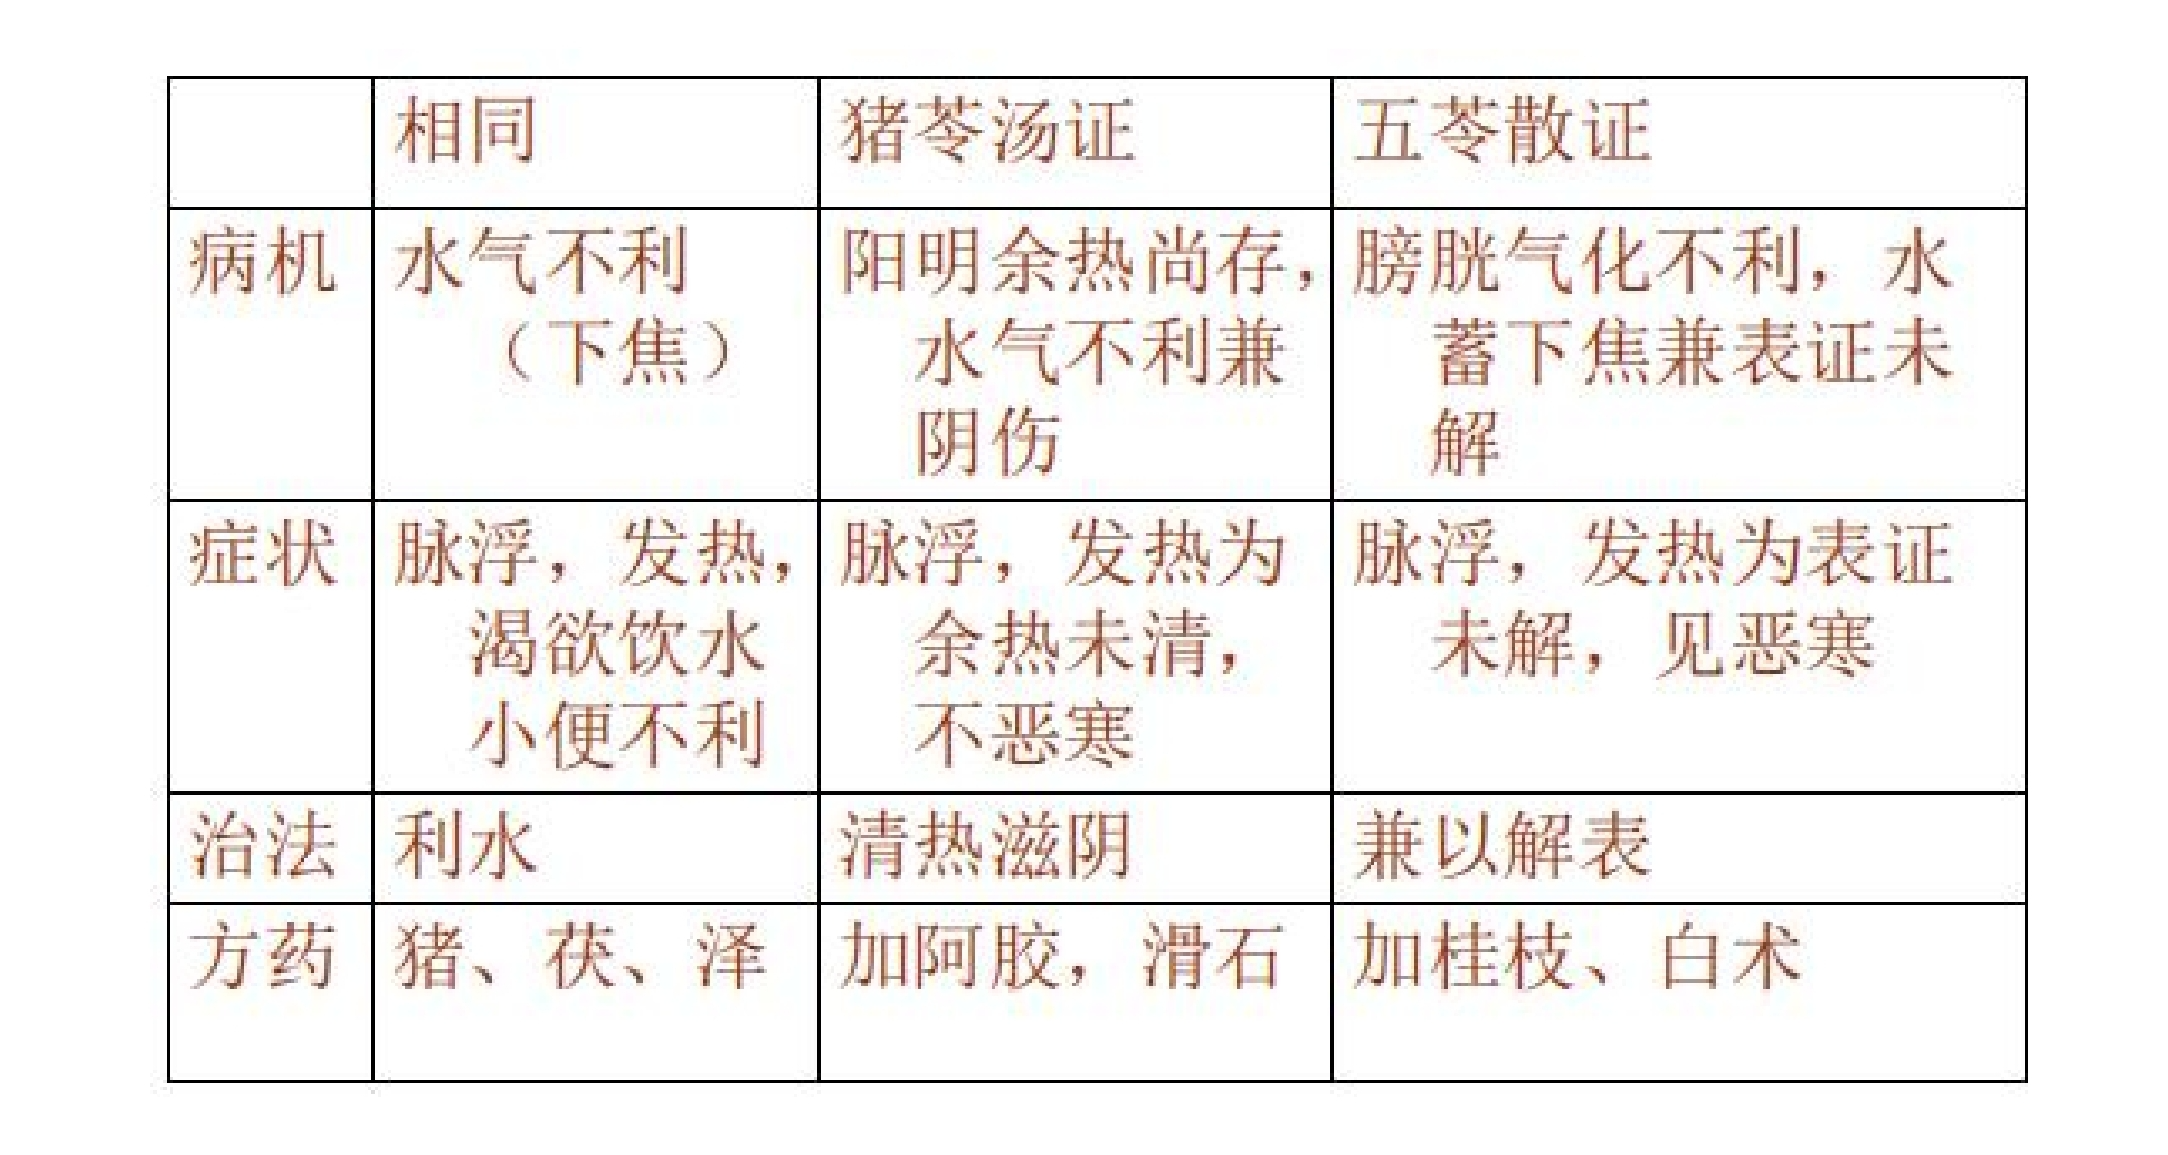 相同
猪苓汤证
五苓散证
病机
水气不利
（下焦）
阳明余热尚存，
水气不利兼
阴伤
膀胱气化不利，水
蓄下焦兼表证未
解
症状
脉浮，发热，
渴欲饮水
小便不利
脉浮，发热为
余热未清，
不恶寒
脉浮，发热为表证
未解，见恶寒
治法
利水
清热滋阴
兼以解表
方药
猪、茯、泽
加阿胶，滑石
加桂枝、白术